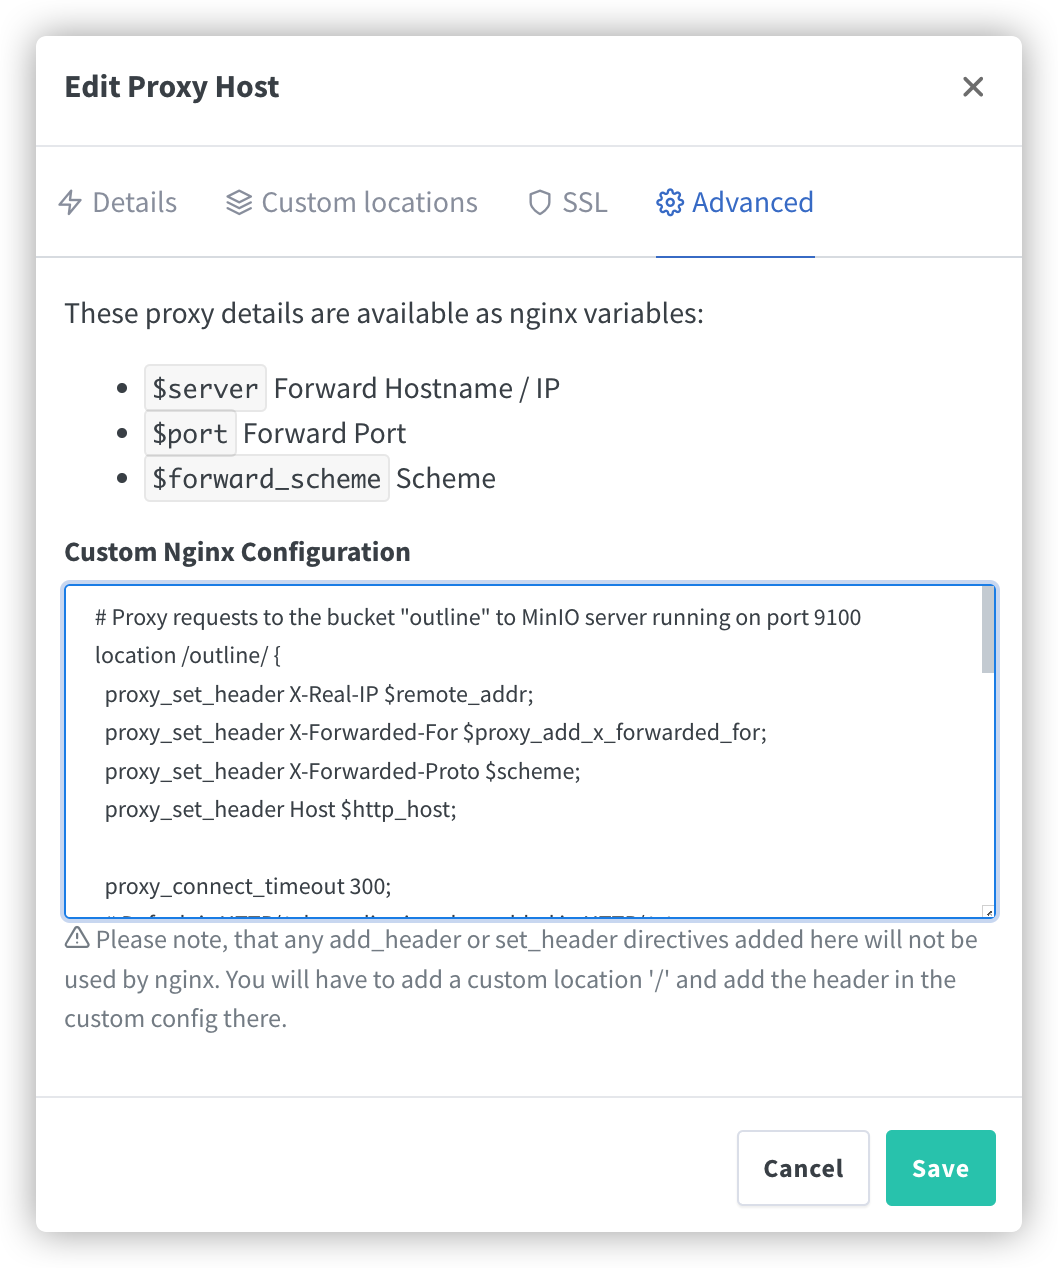 Edit Proxy Host
Details Custom locations SSL Advanced
These proxy details are available as nginx variables:
$server Forward Hostname / IP
$port Forward Port
$forward_scheme Scheme
Custom Nginx Configuration
# Proxy requests to the bucket "outline" to MinIO server running on port 9100
location /outline/ {
proxy_set_header X-Real-IP $remote_addr;
proxy_set_header X-Forwarded-For $proxy_add_x_forwarded_for;
proxy_set_header X-Forwarded-Proto $scheme;
proxy_set_header Host $http_host;
proxy_connect_timeout 300;
Please note, that any add_header or set_header directives added here will not be
used by nginx. You will have to add a custom location '/' and add the header in the
custom config there.
Cancel Save